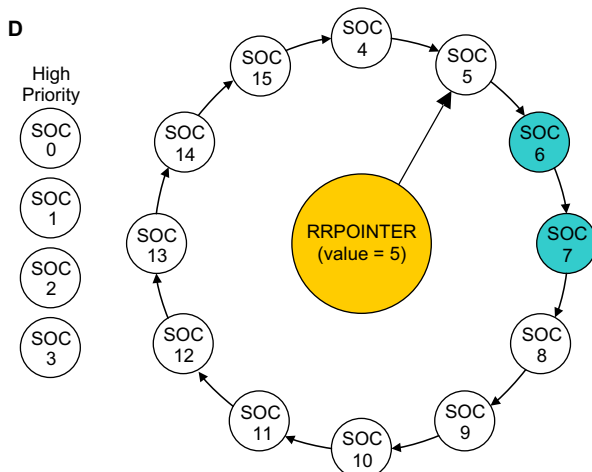 D
High
Priority
SOC
0
SOC
1
SOC
2
SOC
3
SOC
4
SOC
5
SOC
6
SOC
7
SOC
8
SOC
9
SOC
10
SOC
11
SOC
12
SOC
13
SOC
14
SOC
15
RRPOINTER
(value = 5)